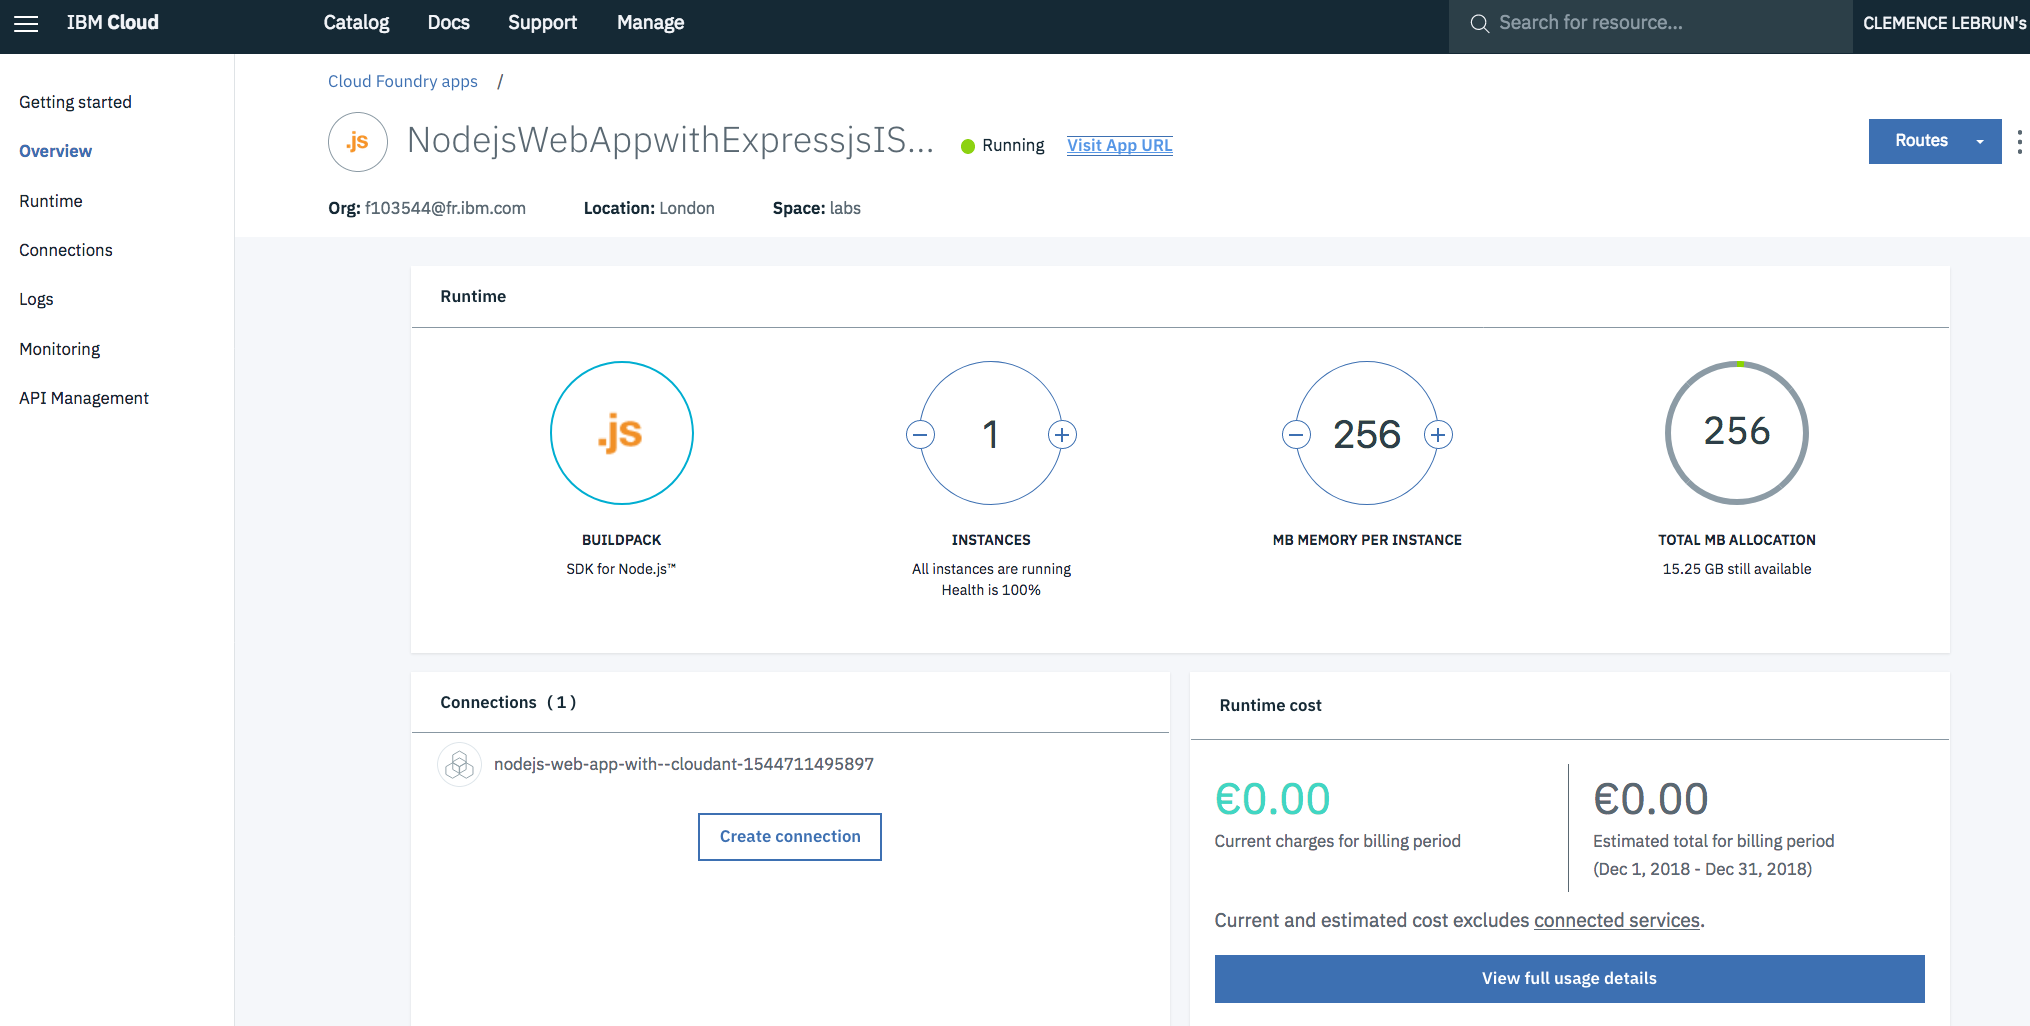 IBM Cloud
Catalog Docs Support Manage
Search for resource...
CLEMENCE LEBRUN's
Getting started
Overview
Runtime
Connections
Logs
Monitoring
API Management
Cloud Foundry apps /
.js
NodejsWebAppwithExpressjsIS...
Running
Visit App URL
Routes
Org: f103544@fr.ibm.com
Location: London
Space: labs
Runtime
.js
BUILDPACK
SDK for Node.js™
1
INSTANCES
All instances are running
Health is 100%
256
MB MEMORY PER INSTANCE
256
TOTAL MB ALLOCATION
15.25 GB still available
Connections (1)
nodejs-web-app-with--cloudant-1544711495897
Create connection
Runtime cost
€0.00
Current charges for billing period
€0.00
Estimated total for billing period
(Dec 1, 2018 - Dec 31, 2018)
Current and estimated cost excludes connected services.
View full usage details